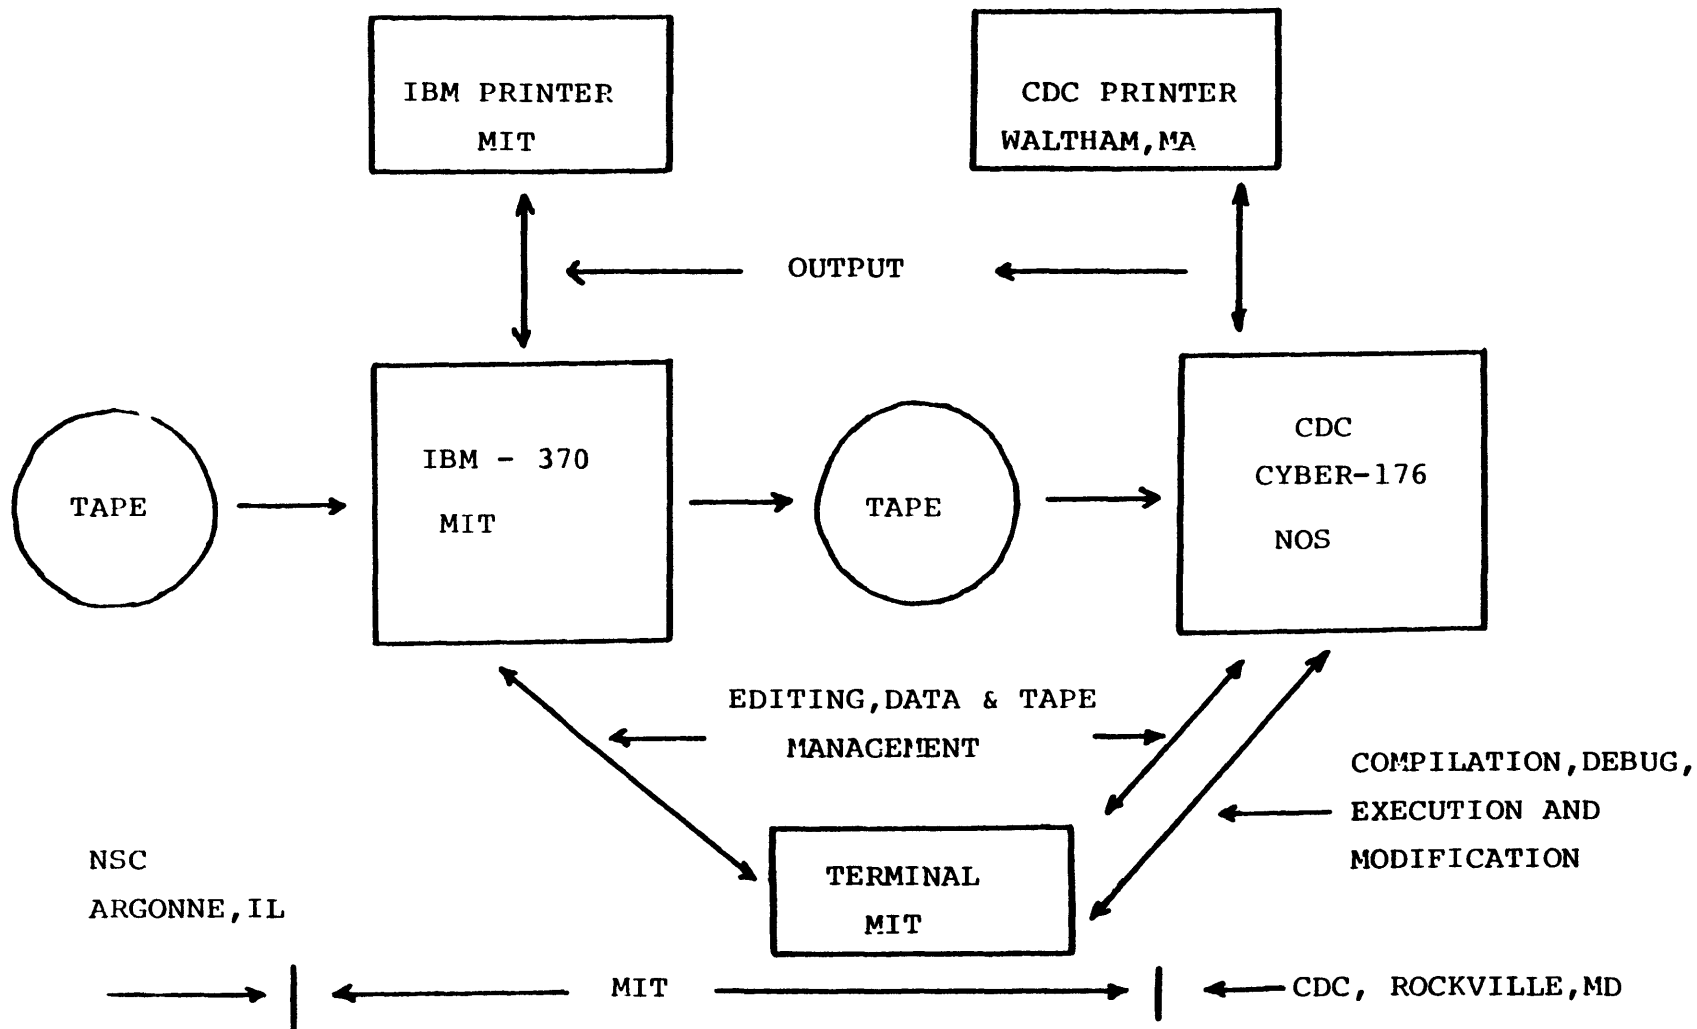 IBM PRINTER
MIT
CDC PRINTER
WALTHAM,MA
OUTPUT
TAPE
IBM - 370
MIT
TAPE
CDC
CYBER-176
NOS
EDITING,DATA & TAPE
MANAGEMENT
COMPILATION,DEBUG,
EXECUTION AND
MODIFICATION
NSC
ARGONNE,IL
TERMINAL
MIT
MIT
CDC, ROCKVILLE,MD